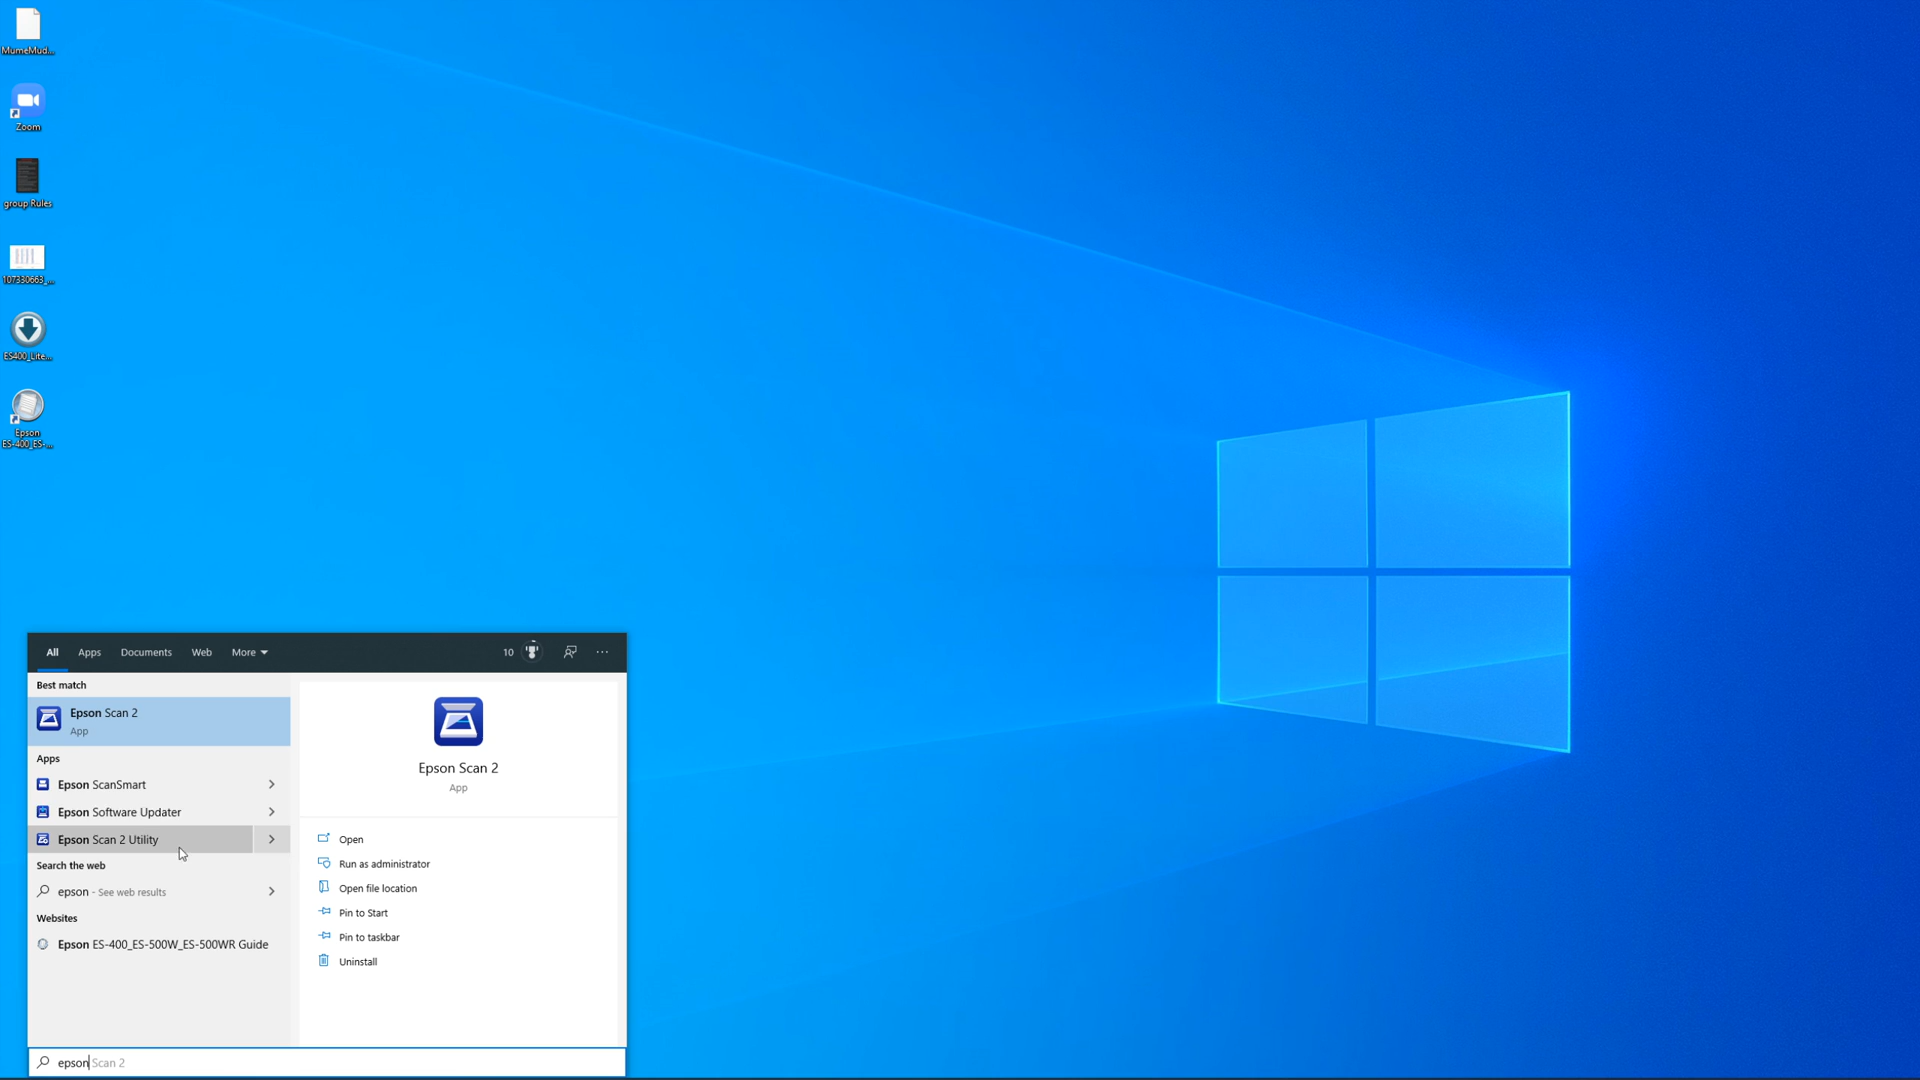 MumeMud...
Zoom
group Rules
107330663_...
ES400_Lite...
Epson
ES-400_ES-...
All Apps Documents Web More 10
Best match
Epson Scan 2
App
Apps
Epson ScanSmart
Epson Software Updater
Epson Scan 2 Utility
Search the web
epson - See web results
Websites
Epson ES-400_ES-500W_ES-500WR Guide
Epson Scan 2
App
Open
Run as administrator
Open file location
Pin to Start
Pin to taskbar
Uninstall
epson Scan 2